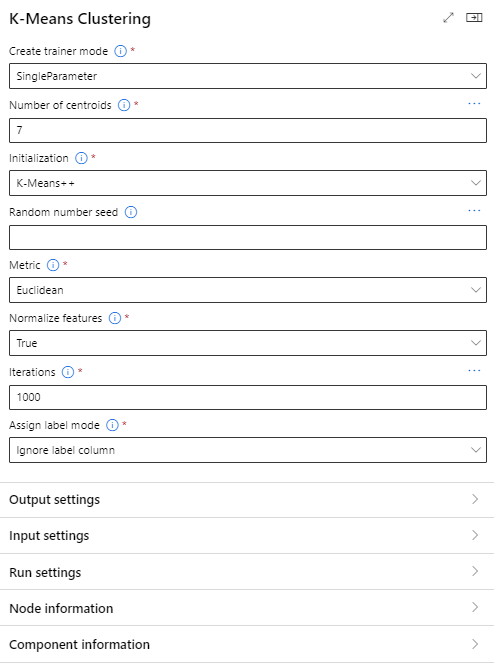 K-Means Clustering
Create trainer mode *
SingleParameter
Number of centroids *
7
Initialization *
K-Means++
Random number seed
Metric *
Euclidean
Normalize features *
True
Iterations *
1000
Assign label mode *
Ignore label column
Output settings
Input settings
Run settings
Node information
Component information